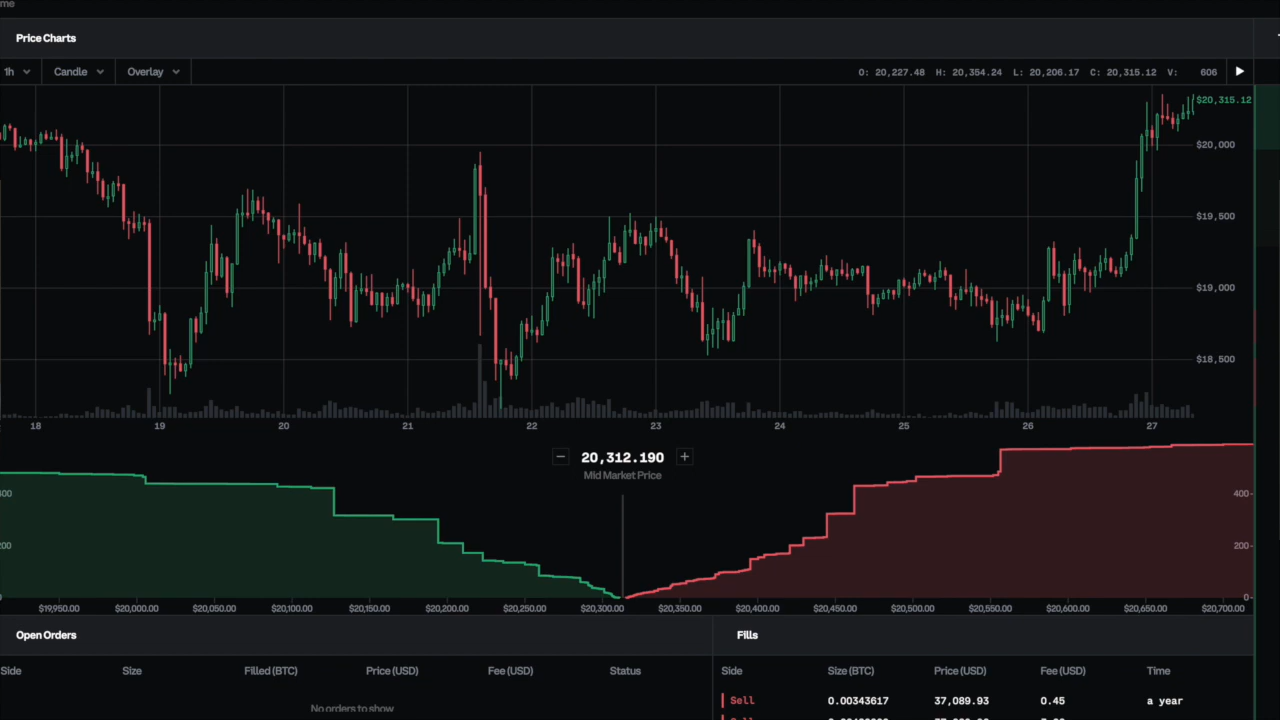 me
Price Charts
1h Candle Overlay O: 20,227.48 H: 20,354.24 L: 20,206.17 C: 20,315.12 V: 606
$20,315.12
$20,000
$19,500
$19,000
$18,500
18 19 20 21 22 23 24 25 26 27
20,312.190
Mid Market Price
400 400
200 200
0
$19,950.00 $20,000.00 $20,050.00 $20,100.00 $20,150.00 $20,200.00 $20,250.00 $20,300.00 $20,350.00 $20,400.00 $20,450.00 $20,500.00 $20,550.00 $20,600.00 $20,650.00 $20,700.00
Open Orders Fills
Side Size Filled (BTC) Price (USD) Fee (USD) Status Side Size (BTC) Price (USD) Fee (USD) Time
Sell 0.00343617 37,089.93 0.45 a year
No orders to show